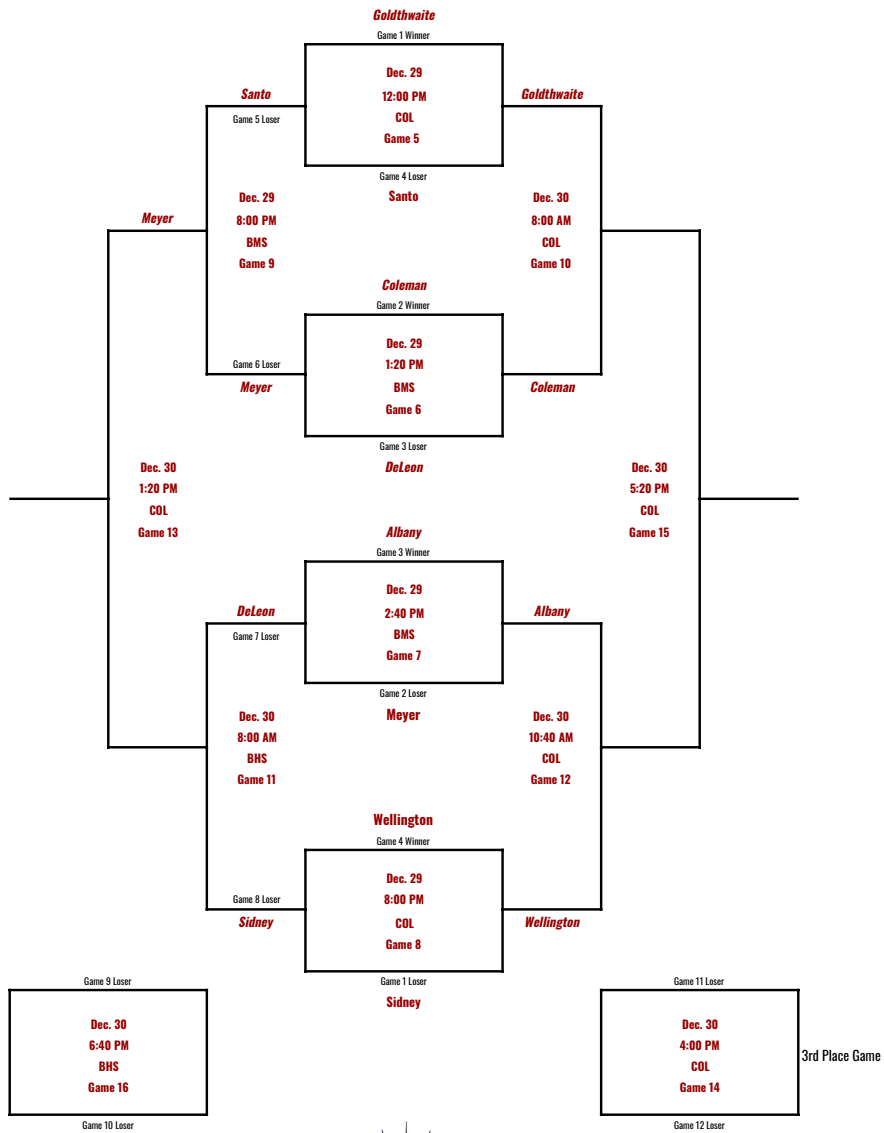 Goldthwaite
Game 1 Winner
Dec. 29
12:00 PM
COL
Game 5
Santo
Game 5 Loser
Goldthwaite
Game 4 Loser
Santo
Dec. 29
8:00 PM
BMS
Game 9
Dec. 30
8:00 AM
COL
Game 10
Meyer
Coleman
Game 2 Winner
Dec. 29
1:20 PM
BMS
Game 6
Game 6 Loser
Meyer
Coleman
Game 3 Loser
DeLeon
Dec. 30
1:20 PM
COL
Game 13
Dec. 30
5:20 PM
COL
Game 15
Albany
Game 3 Winner
Dec. 29
2:40 PM
BMS
Game 7
DeLeon
Game 7 Loser
Albany
Game 2 Loser
Meyer
Dec. 30
8:00 AM
BHS
Game 11
Dec. 30
10:40 AM
COL
Game 12
Wellington
Game 4 Winner
Dec. 29
8:00 PM
COL
Game 8
Game 8 Loser
Sidney
Wellington
Game 1 Loser
Sidney
Game 9 Loser
Dec. 30
6:40 PM
BHS
Game 16
Game 10 Loser
Game 11 Loser
Dec. 30
4:00 PM
COL
Game 14
3rd Place Game
Game 12 Loser